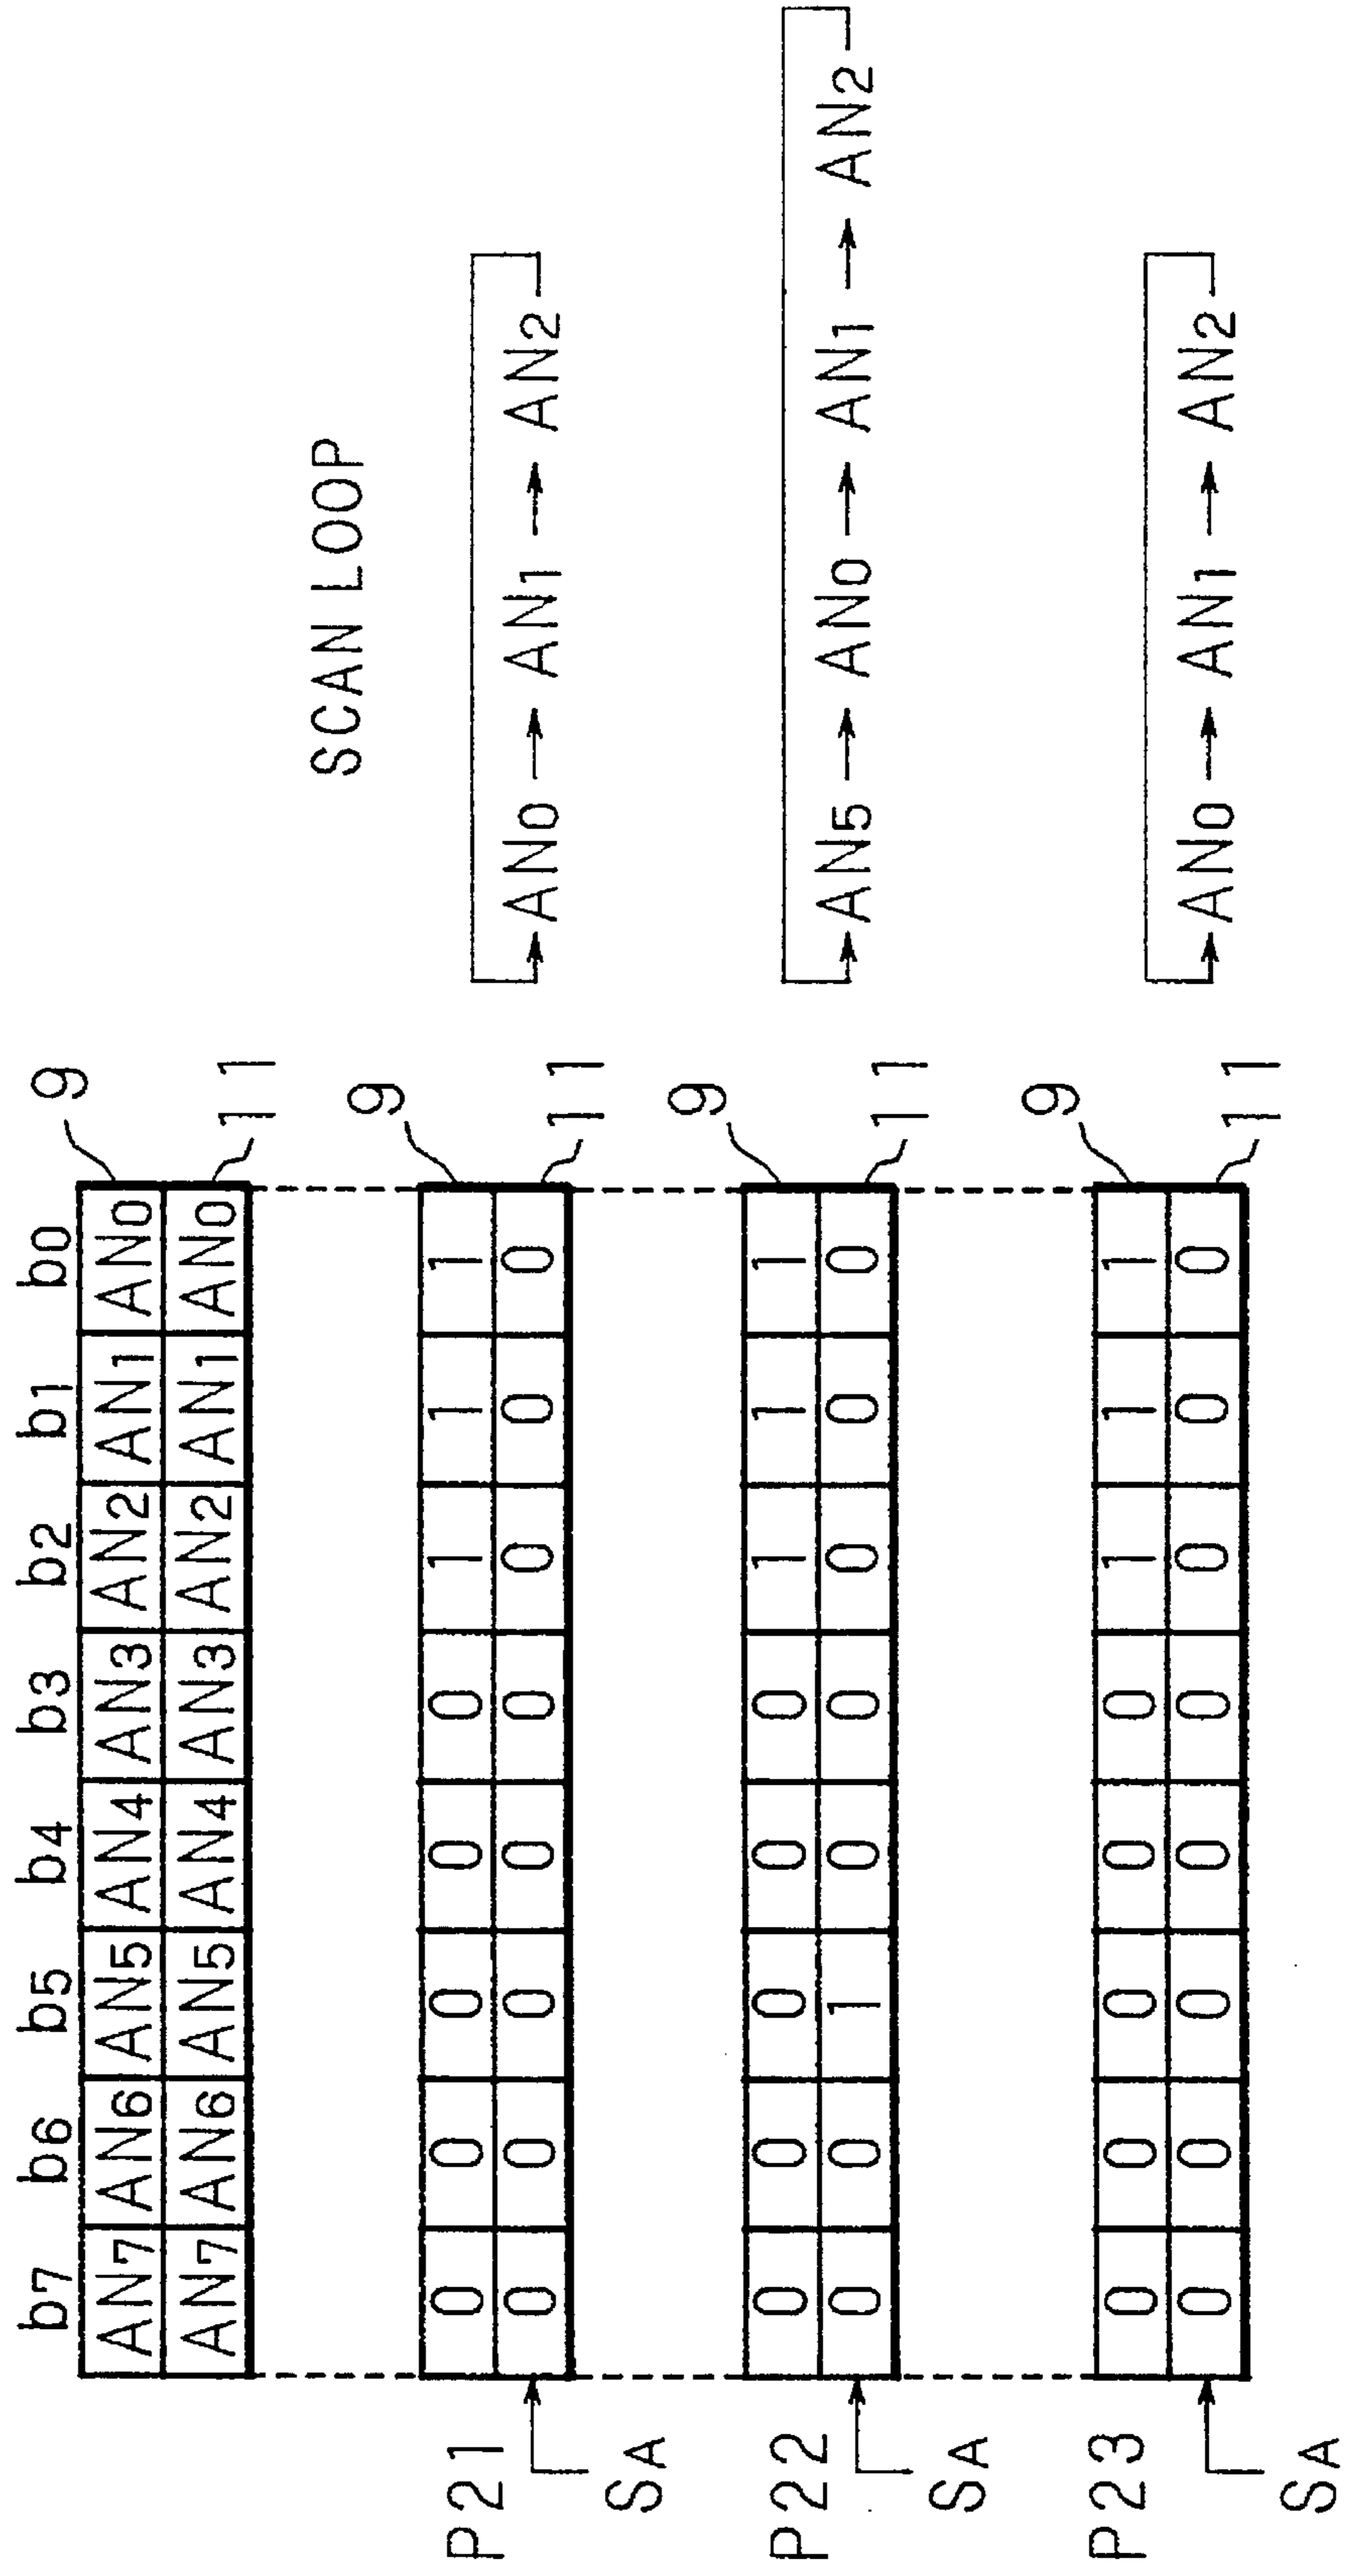 b7 b6 b5 b4 b3 b2 b1 b0
AN7 AN6 AN5 AN4 AN3 AN2 AN1 AN0 9
AN7 AN6 AN5 AN4 AN3 AN2 AN1 AN0 11
SCAN LOOP
P21 0 0 0 0 0 1 1 1 9
SA 0 0 0 0 0 0 0 0 11
AN0 → AN1 → AN2
P22 0 0 0 0 0 1 1 1 9
SA 0 0 1 0 0 0 0 0 11
AN5 → AN0 → AN1 → AN2
P23 0 0 0 0 0 1 1 1 9
SA 0 0 0 0 0 0 0 0 11
AN0 → AN1 → AN2